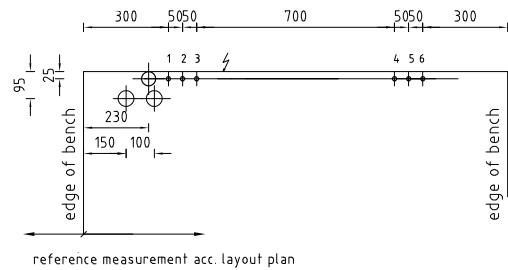 300 50 50 700 50 50 300
1 2 3 4 5 6
95 25
230
150 100
edge of bench
edge of bench
reference measurement acc. layout plan